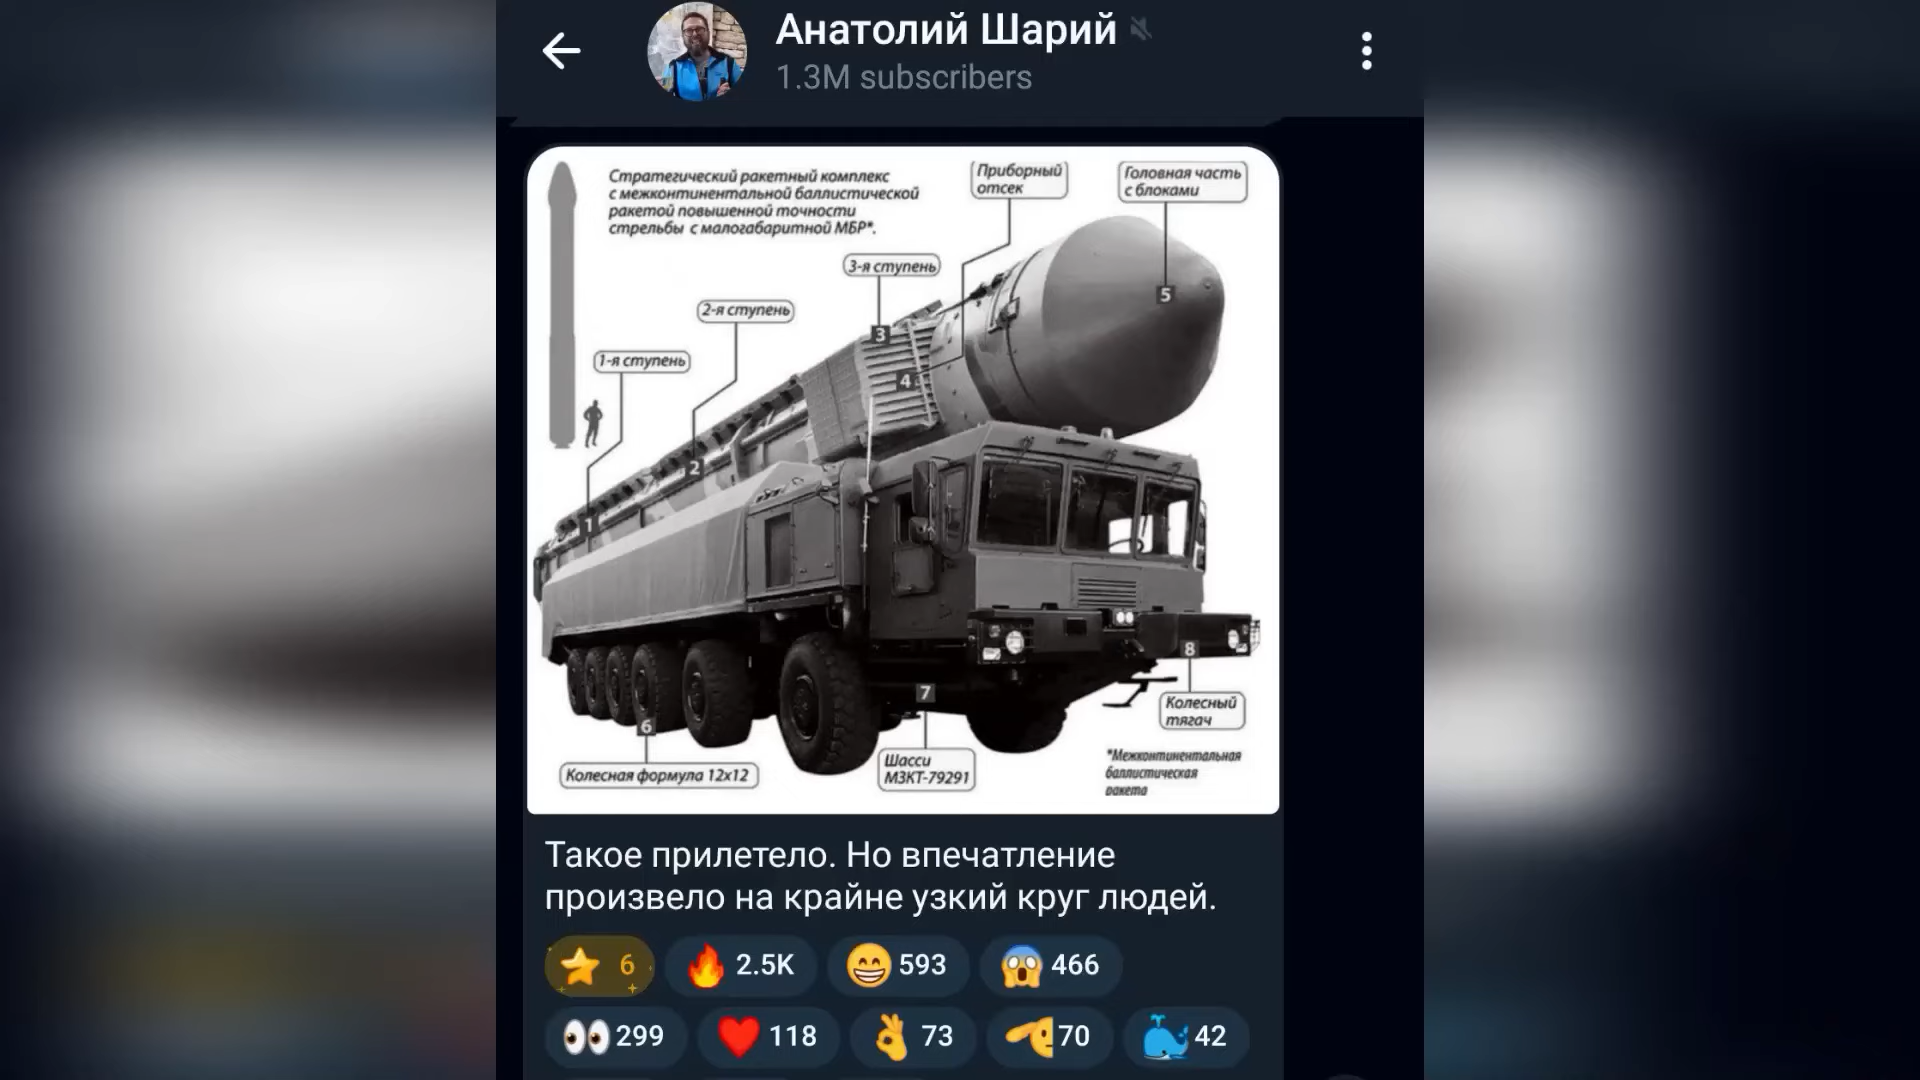 Анатолий Шарий
1.3M subscribers
Стратегический ракетный комплекс
с межконтинентальной баллистической
ракетой повышенной точности
стрельбы с малогабаритной МБР*.
Приборный
отсек
Головная часть
с блоками
3-я ступень
2-я ступень
1-я ступень
5
3
4
2
1
8
7
6
Колесный
тягач
Колесная формула 12х12
Шасси
МЗКТ-79291
*Межконтинентальная
баллистическая
ракета
Такое прилетело. Но впечатление
произвело на крайне узкий круг людей.
6
2.5K
593
466
299
118
73
70
42